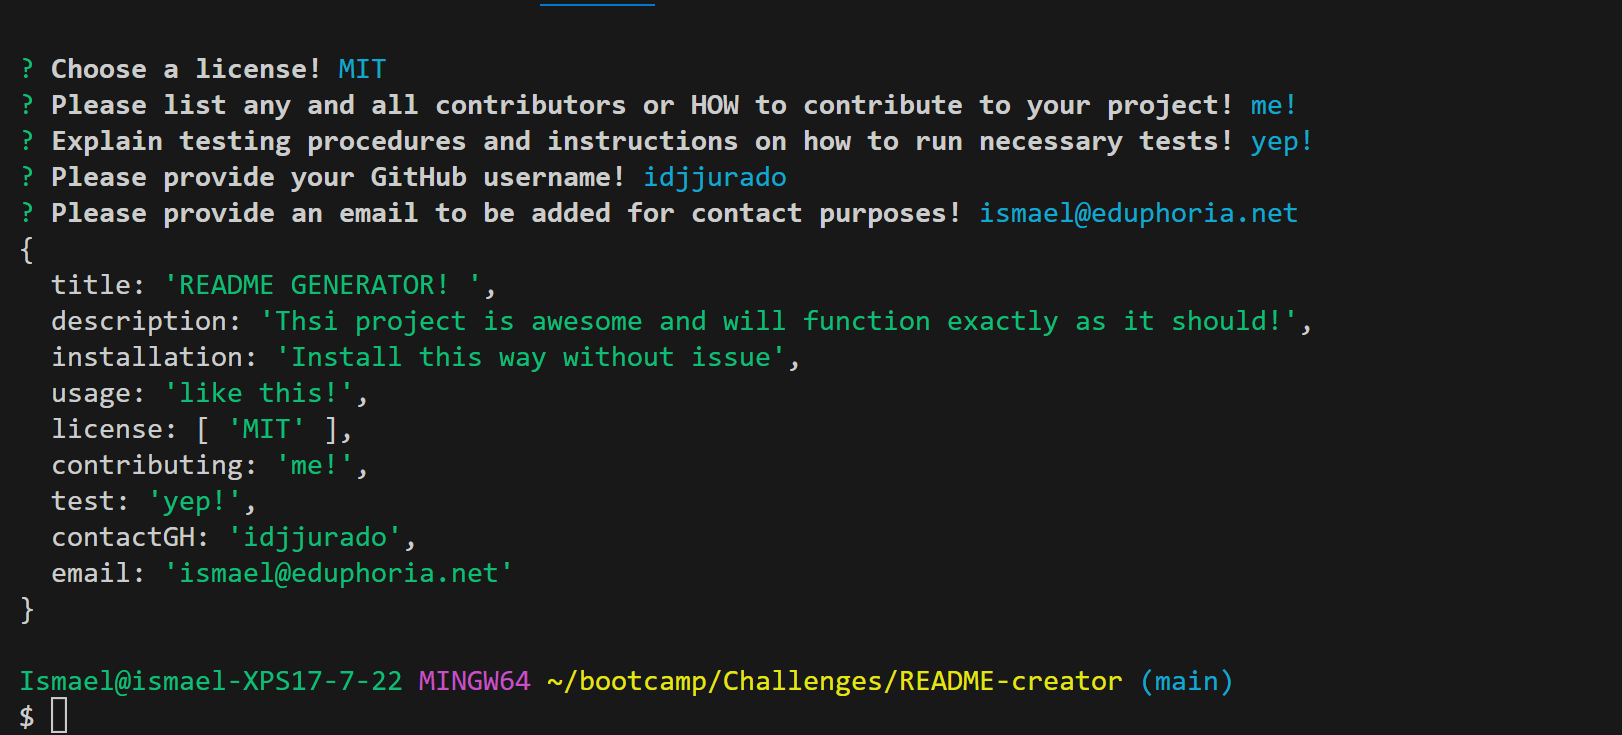 ? Choose a license! MIT
? Please list any and all contributors or HOW to contribute to your project! me!
? Explain testing procedures and instructions on how to run necessary tests! yep!
? Please provide your GitHub username! idjjurado
? Please provide an email to be added for contact purposes! ismael@eduphoria.net
{
  title: 'README GENERATOR! ',
  description: 'Thsi project is awesome and will function exactly as it should!',
  installation: 'Install this way without issue',
  usage: 'like this!',
  license: [ 'MIT' ],
  contributing: 'me!',
  test: 'yep!',
  contactGH: 'idjjurado',
  email: 'ismael@eduphoria.net'
}
Ismael@ismael-XPS17-7-22 MINGW64 ~/bootcamp/Challenges/README-creator (main)
$